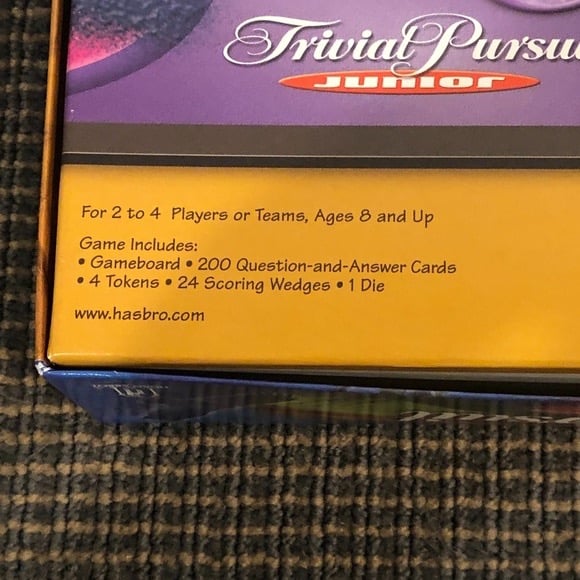 Trivial Pursu
JUNIOR
For 2 to 4 Players or Teams, Ages 8 and Up
Game Includes:
• Gameboard • 200 Question-and-Answer Cards
• 4 Tokens • 24 Scoring Wedges • 1 Die
www.hasbro.com